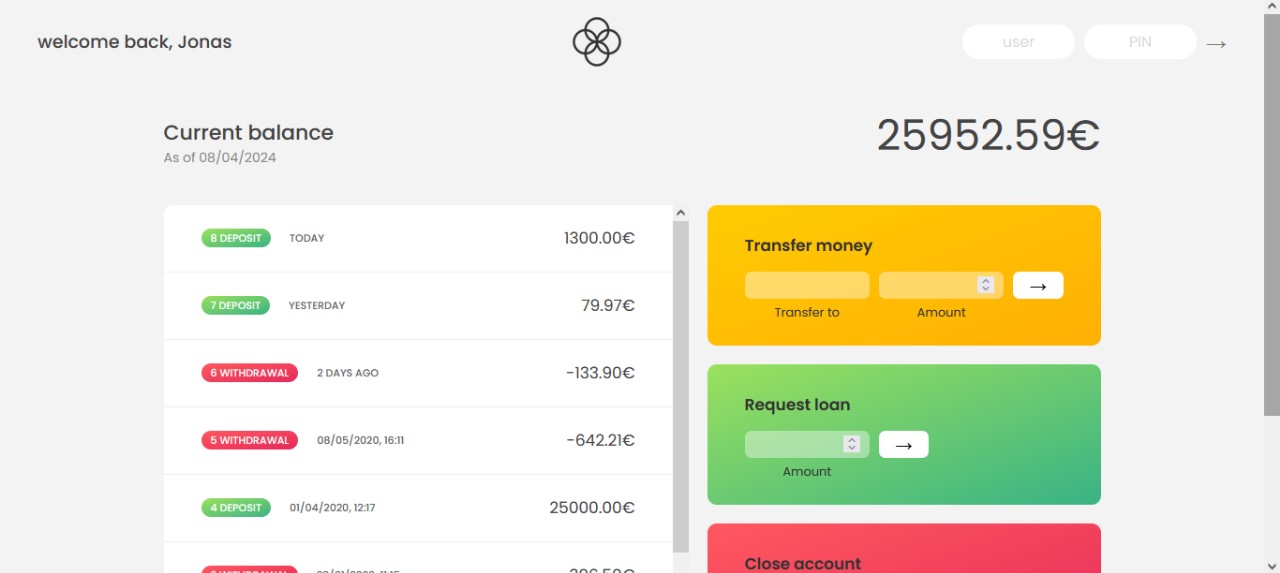 welcome back, Jonas
user
PIN
→
Current balance
As of 08/04/2024
25952.59€
8 DEPOSIT TODAY 1300.00€
7 DEPOSIT YESTERDAY 79.97€
6 WITHDRAWAL 2 DAYS AGO -133.90€
5 WITHDRAWAL 08/05/2020, 16:11 -642.21€
4 DEPOSIT 01/04/2020, 12:17 25000.00€
Transfer money
→
Transfer to Amount
Request loan
→
Amount
Close account